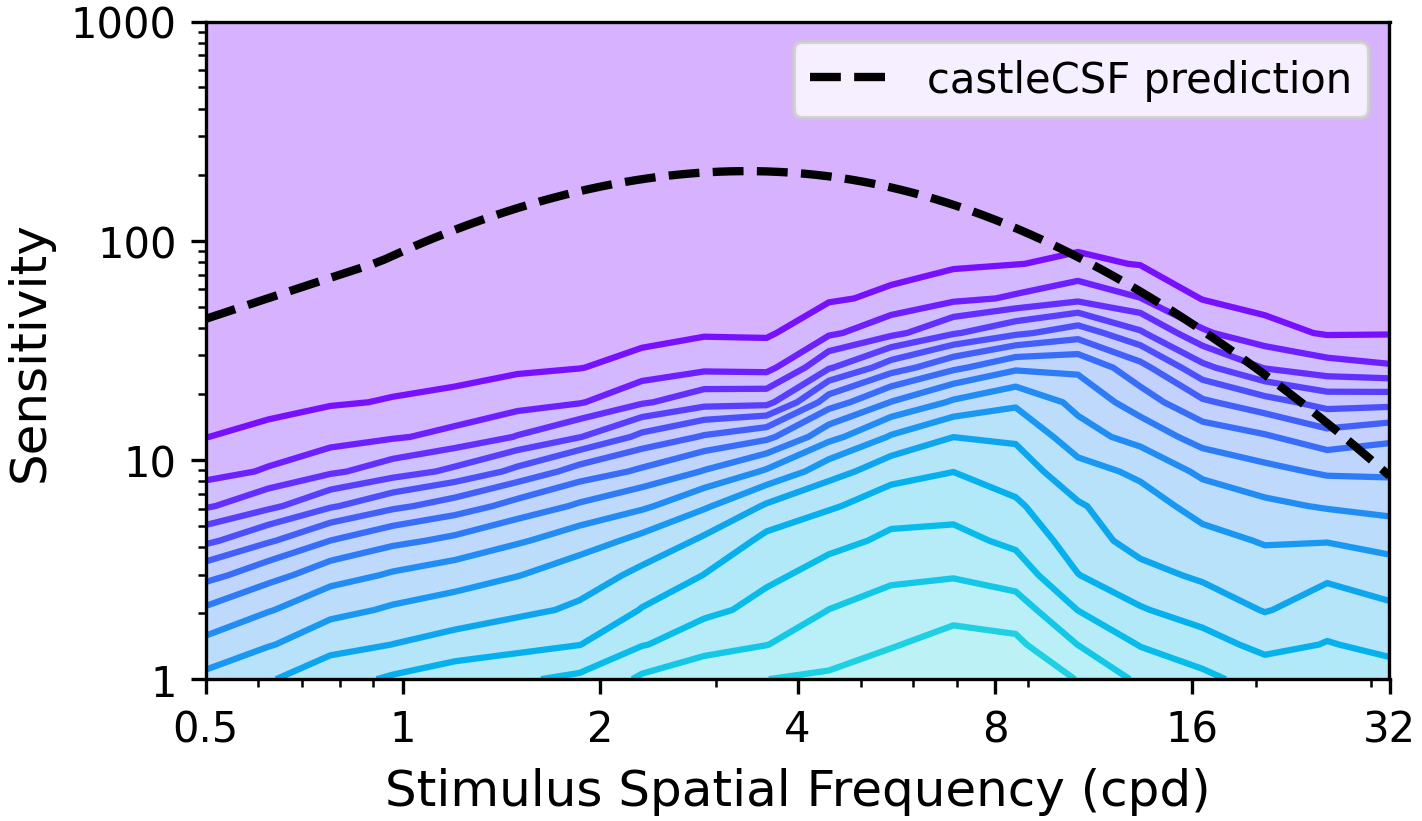 1000
100
10
1
Sensitivity
castleCSF prediction
0.5 1 2 4 8 16 32
Stimulus Spatial Frequency (cpd)